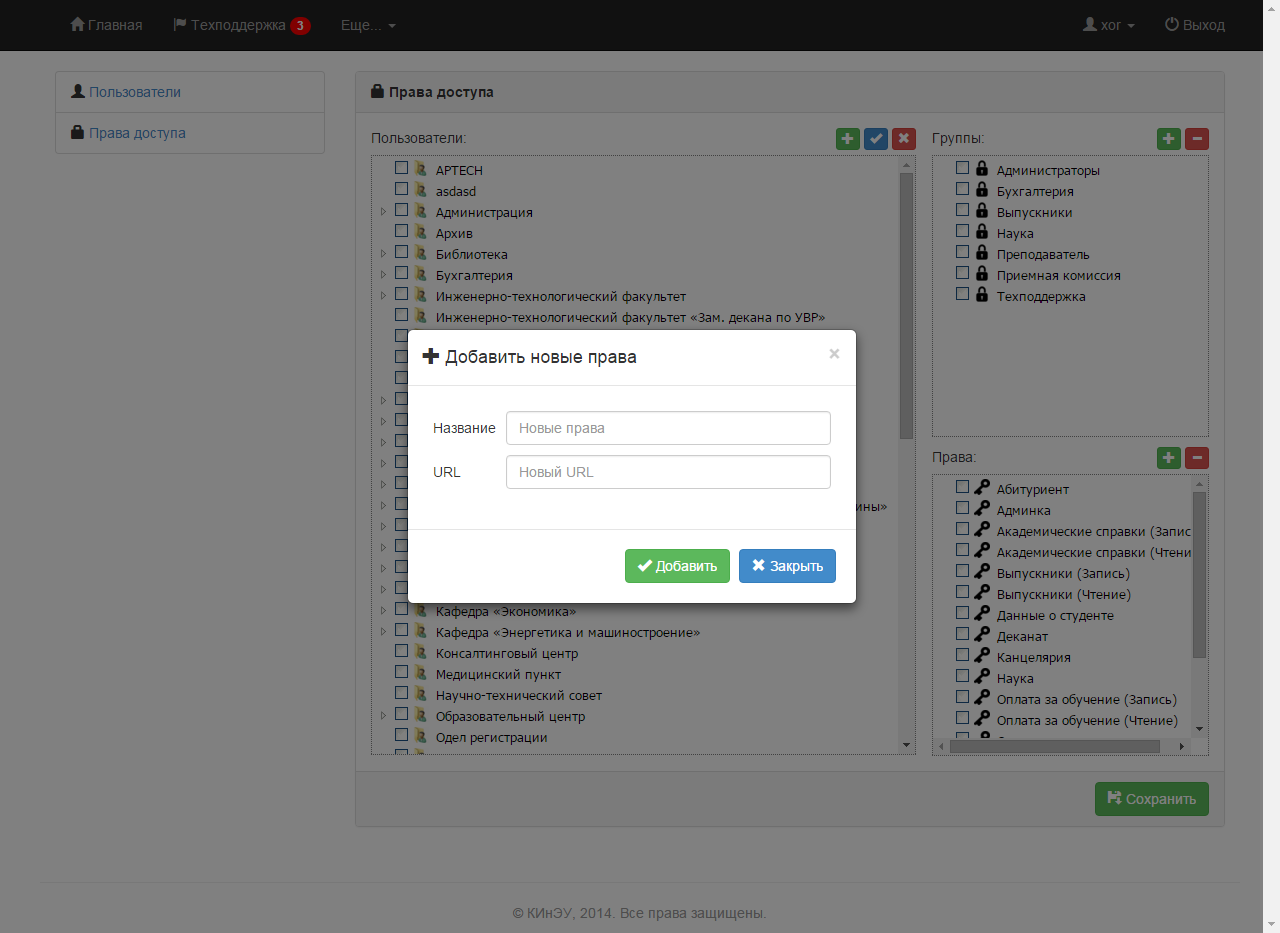 Главная Техподдержка 3 Еще... xor Выход
Пользователи
Права доступа
Права доступа
Пользователи:
APTECH
asdasd
Администрация
Архив
Библиотека
Бухгалтерия
Инженерно-технологический факультет
Инженерно-технологический факультет «Зам. декана по УВР»
ины»
Кафедра «Экономика»
Кафедра «Энергетика и машиностроение»
Консалтинговый центр
Медицинский пункт
Научно-технический совет
Образовательный центр
Одел регистрации
Группы:
Администраторы
Бухгалтерия
Выпускники
Наука
Преподаватель
Приемная комиссия
Техподдержка
Права:
Абитуриент
Админка
Академические справки (Запис
Академические справки (Чтени
Выпускники (Запись)
Выпускники (Чтение)
Данные о студенте
Деканат
Канцелярия
Наука
Оплата за обучение (Запись)
Оплата за обучение (Чтение)
Сохранить
Добавить новые права ×
Название Новые права
URL Новый URL
Добавить Закрыть
© КИнЭУ, 2014. Все права защищены.